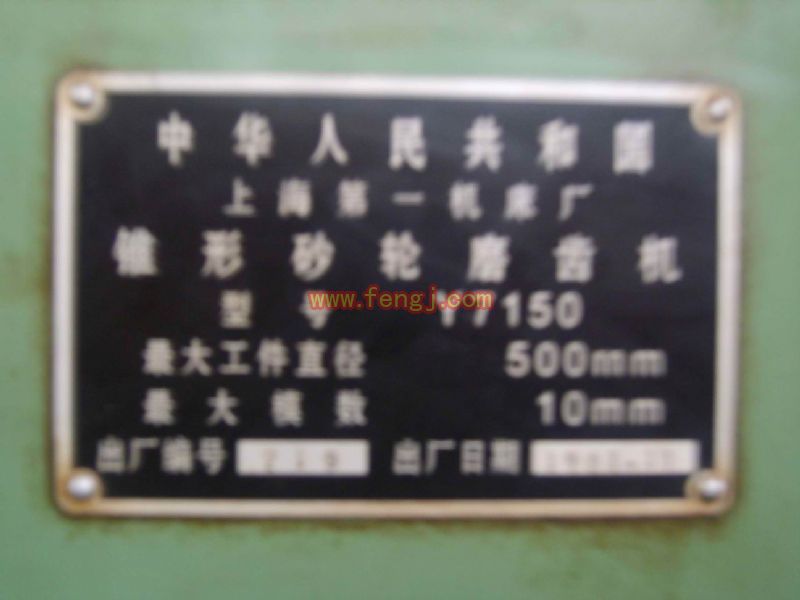 中华人民共和国
上海第一机床厂
锥形砂轮磨齿机
www.fengj.com
型号 Y7150
最大工件直径 500mm
最大模数 10mm
出厂编号
出厂日期